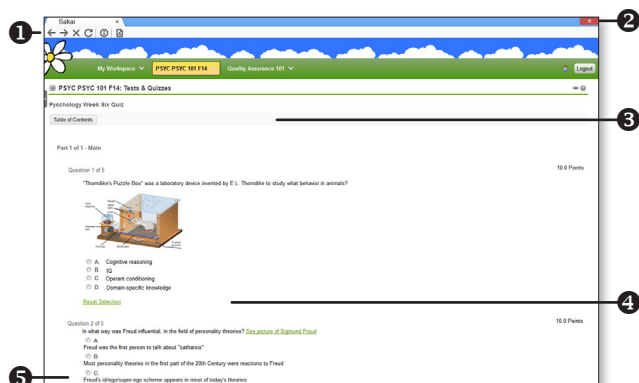 Sakai ×
1
2
My Workspace
PSYC PSYC 101 F14
Quality Assurance 101
Logout
PSYC PSYC 101 F14: Tests & Quizzes
Pyschology Week Six Quiz
Table of Contents
3
Part 1 of 1 - Main
Question 1 of 5
10.0 Points
"Thorndike's Puzzle Box" was a laboratory device invented by E.L. Thorndike to study what behavior in animals?
A. Cognitive reasoning
B. IQ
C. Operant conditioning
D. Domain-specific knowledge
Reset Selection
4
Question 2 of 5
10.0 Points
In what way was Freud influential, in the field of personality theories? See picture of Sigmund Freud
A.
Freud was the first person to talk about "catharsis"
B.
Most personality theories in the first part of the 20th Century were reactions to Freud
C.
5
Freud's id/ego/super-ego scheme appears in most of today's theories